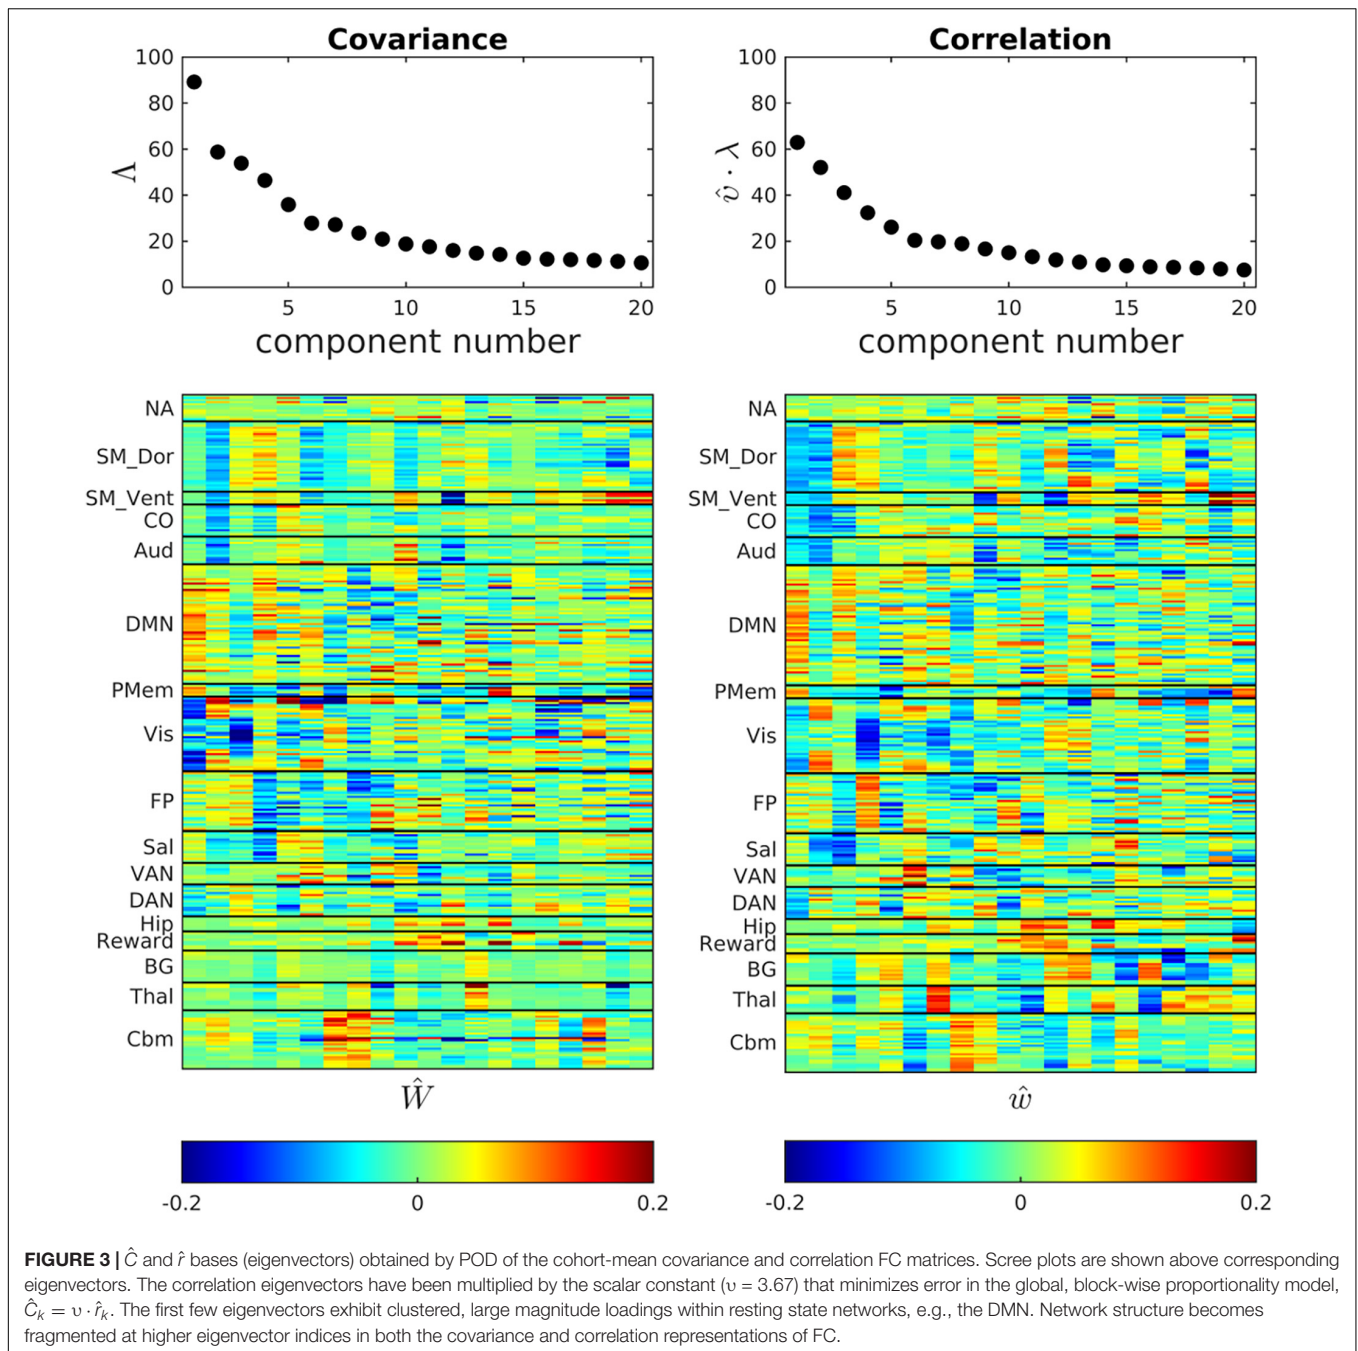 Covariance
100
80
60
40
20
0
Λ
5
10
15
20
component number
NA
SM_Dor
SM_Vent
CO
Aud
DMN
PMem
Vis
FP
Sal
VAN
DAN
Hip
Reward
BG
Thal
Cbm
Ŵ
-0.2
0
0.2
Correlation
100
80
60
40
20
0
υ̂ · λ
5
10
15
20
component number
NA
SM_Dor
SM_Vent
CO
Aud
DMN
PMem
Vis
FP
Sal
VAN
DAN
Hip
Reward
BG
Thal
Cbm
ŵ
-0.2
0
0.2
FIGURE 3 | Ĉ and r̂ bases (eigenvectors) obtained by POD of the cohort-mean covariance and correlation FC matrices. Scree plots are shown above corresponding
eigenvectors. The correlation eigenvectors have been multiplied by the scalar constant (υ = 3.67) that minimizes error in the global, block-wise proportionality model,
Ĉₖ = υ · r̂ₖ. The first few eigenvectors exhibit clustered, large magnitude loadings within resting state networks, e.g., the DMN. Network structure becomes
fragmented at higher eigenvector indices in both the covariance and correlation representations of FC.